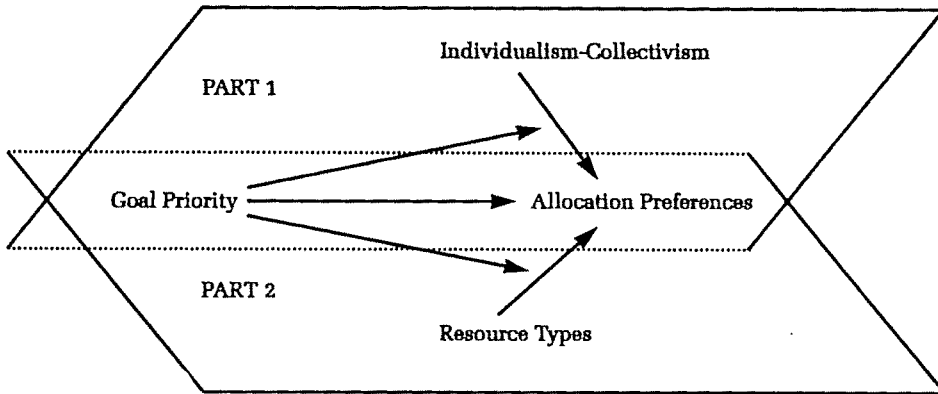 Individualism-Collectivism
PART 1
Goal Priority
Allocation Preferences
PART 2
Resource Types